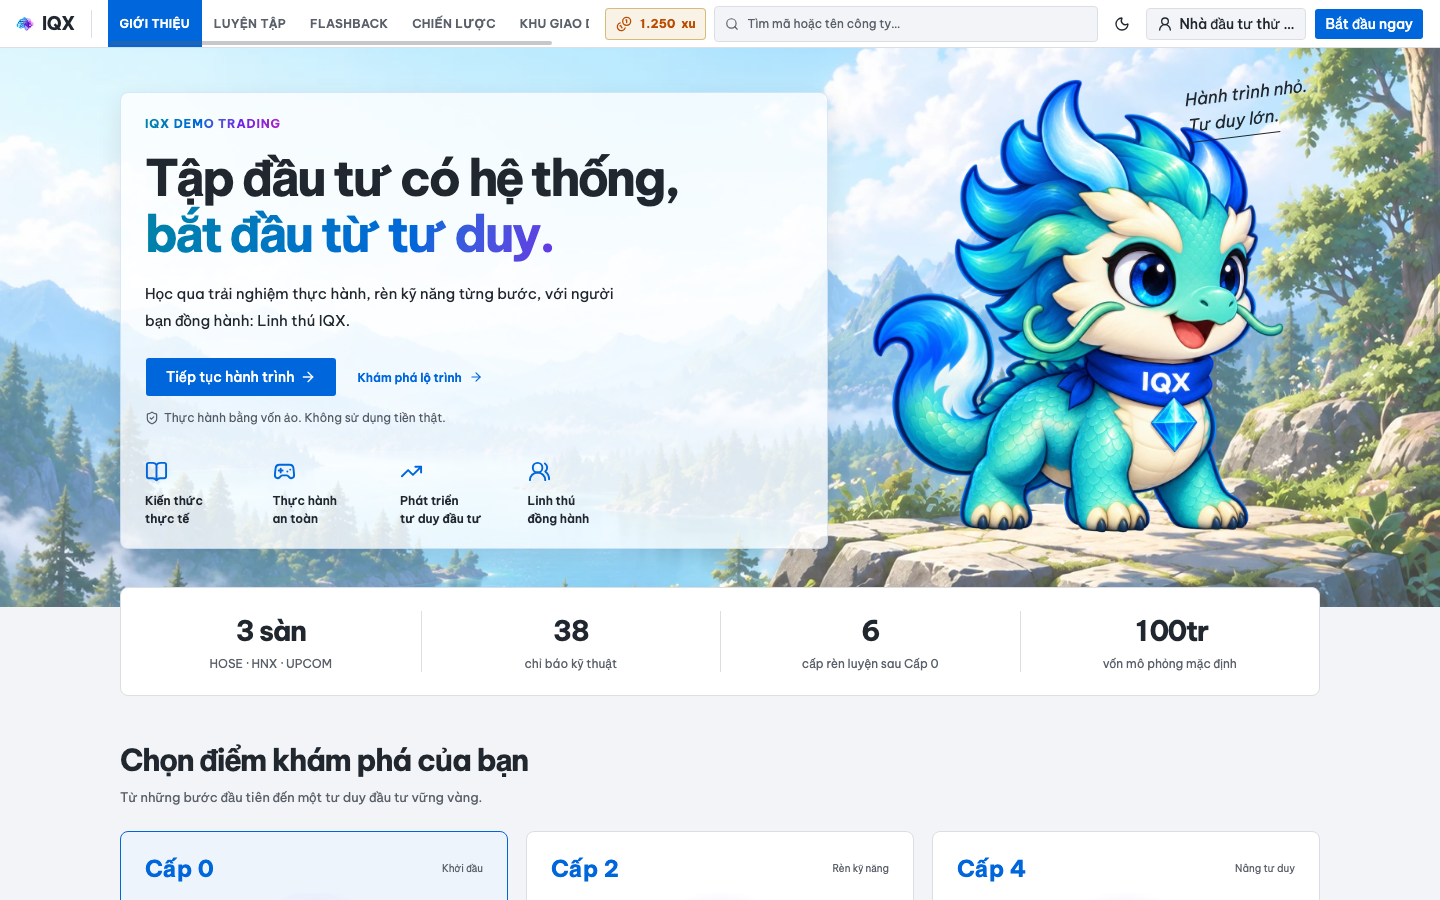 IQX
GIỚI THIỆU
LUYỆN TẬP
FLASHBACK
CHIẾN LƯỢC
KHU GIAO
1.250 xu
Tìm mã hoặc tên công ty...
Nhà đầu tư thử ...
Bắt đầu ngay
Hành trình nhỏ.
Tư duy lớn.
IQX DEMO TRADING
Tập đầu tư có hệ thống,
bắt đầu từ tư duy.
Học qua trải nghiệm thực hành, rèn kỹ năng từng bước, với người
bạn đồng hành: Linh thú IQX.
Tiếp tục hành trình
Khám phá lộ trình
Thực hành bằng vốn ảo. Không sử dụng tiền thật.
Kiến thức
thực tế
Thực hành
an toàn
Phát triển
tư duy đầu tư
Linh thú
đồng hành
IQX
3 sàn
HOSE · HNX · UPCOM
38
chỉ báo kỹ thuật
6
cấp rèn luyện sau Cấp 0
100tr
vốn mô phỏng mặc định
Chọn điểm khám phá của bạn
Từ những bước đầu tiên đến một tư duy đầu tư vững vàng.
Cấp 0
Khởi đầu
Cấp 2
Rèn kỹ năng
Cấp 4
Nâng tư duy